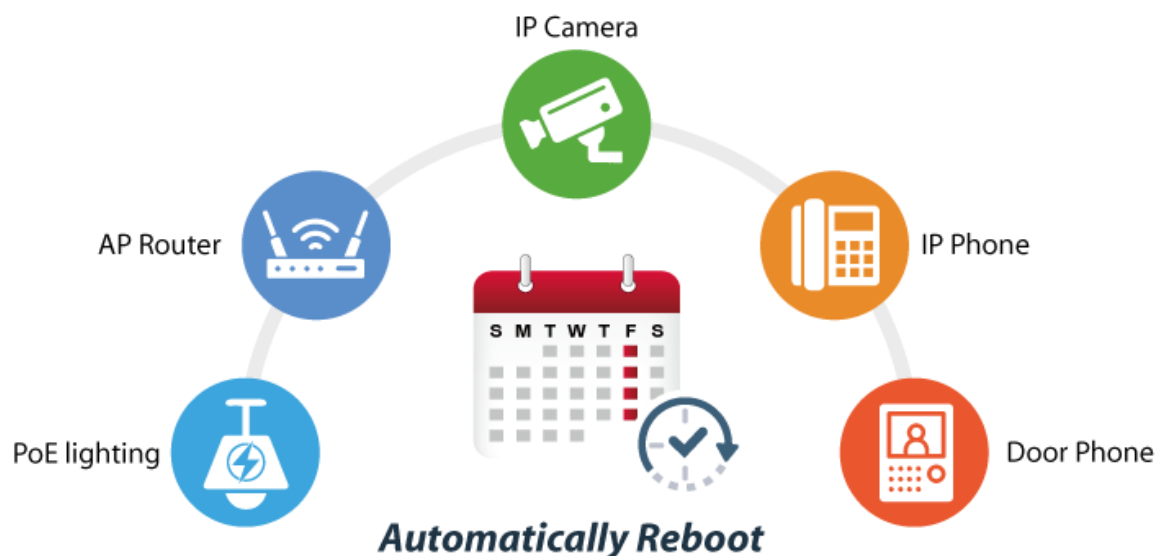 IP Camera
AP Router
IP Phone
S M T W T F S
PoE lighting
Door Phone
Automatically Reboot